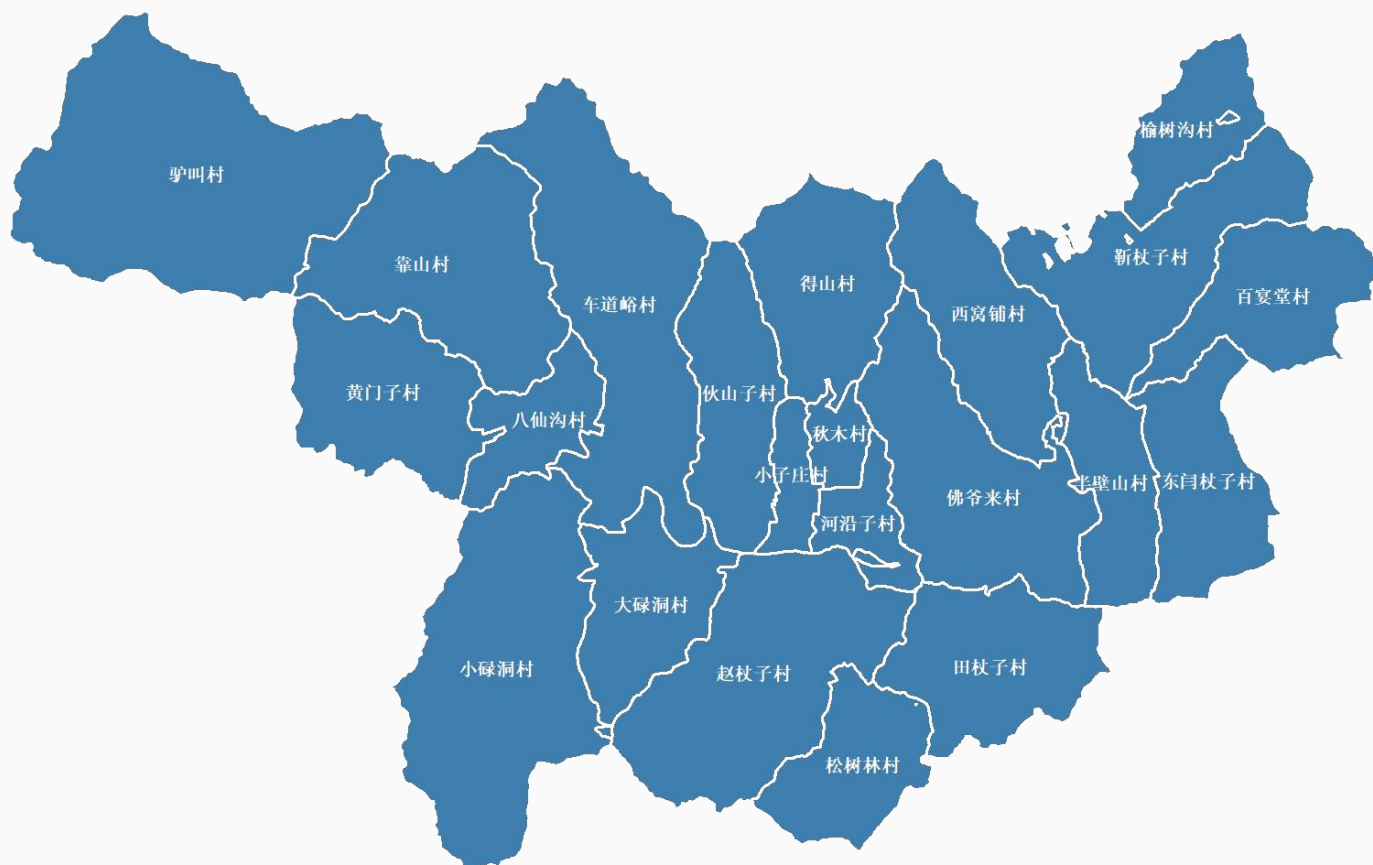 榆树沟村
驴叫村
靳杖子村
靠山村
得山村
百宴堂村
车道峪村
西窝铺村
黄门子村
伙山子村
八仙沟村
秋木村
小子庄村
半壁山村
东闫杖子村
佛爷来村
河沿子村
大碌洞村
小碌洞村
赵杖子村
田杖子村
松树林村